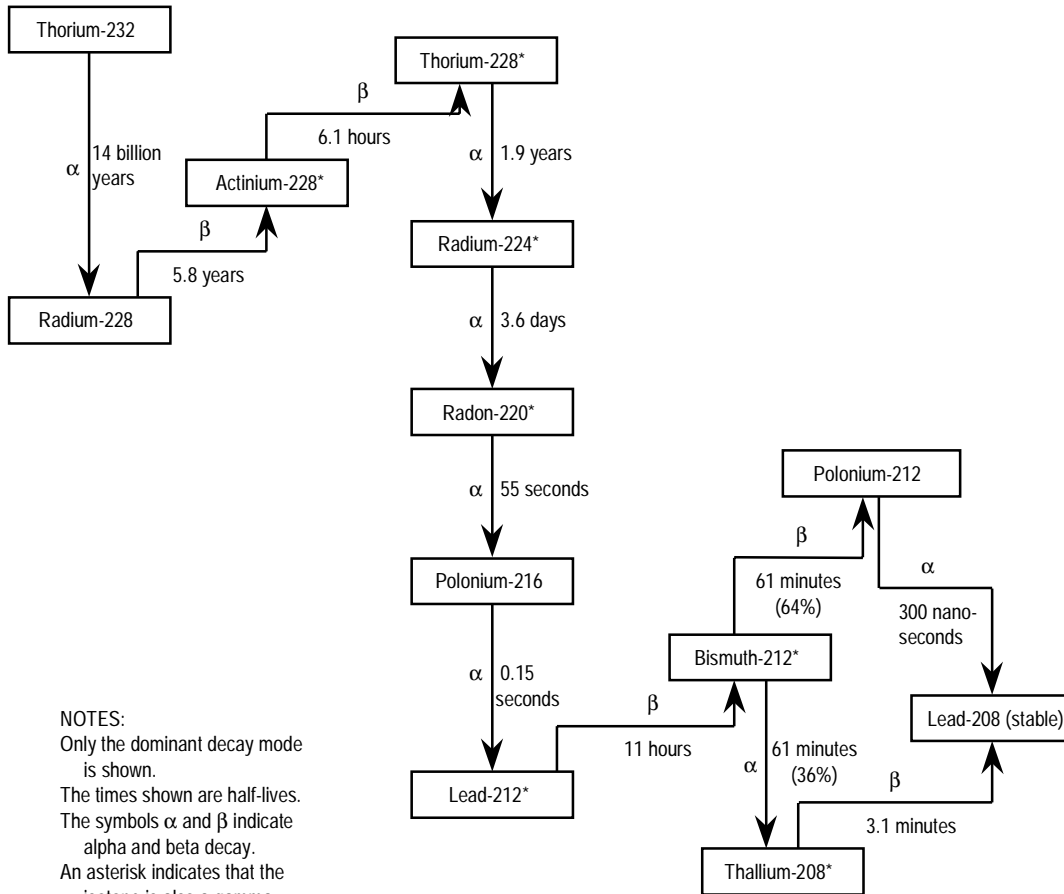 Thorium-232
α
14 billion
years
Radium-228
β
5.8 years
Actinium-228*
β
6.1 hours
Thorium-228*
α
1.9 years
Radium-224*
α
3.6 days
Radon-220*
α
55 seconds
Polonium-216
α
0.15
seconds
Lead-212*
β
11 hours
Bismuth-212*
β
61 minutes
(64%)
Polonium-212
α
300 nano-
seconds
Lead-208 (stable)
α
61 minutes
(36%)
Thallium-208*
β
3.1 minutes
NOTES:
Only the dominant decay mode
is shown.
The times shown are half-lives.
The symbols α and β indicate
alpha and beta decay.
An asterisk indicates that the
isotope is also a gamma